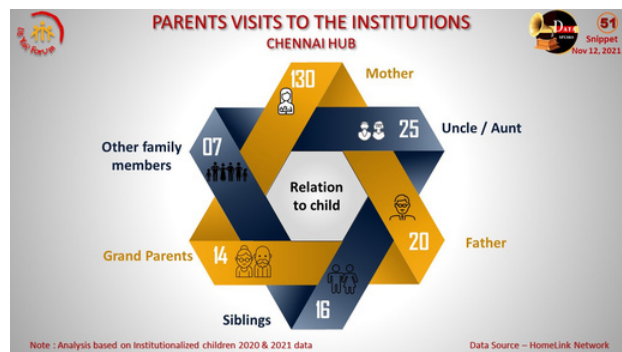 PARENTS VISITS TO THE INSTITUTIONS
CHENNAI HUB
DATA
SPEAKS
51
Snippet
Nov 12, 2021
130
Mother
25
Uncle / Aunt
07
Other family
members
Relation
to child
20
Father
14
Grand Parents
16
Siblings
Note : Analysis based on Institutionalized children 2020 & 2021 data
Data Source – HomeLink Network